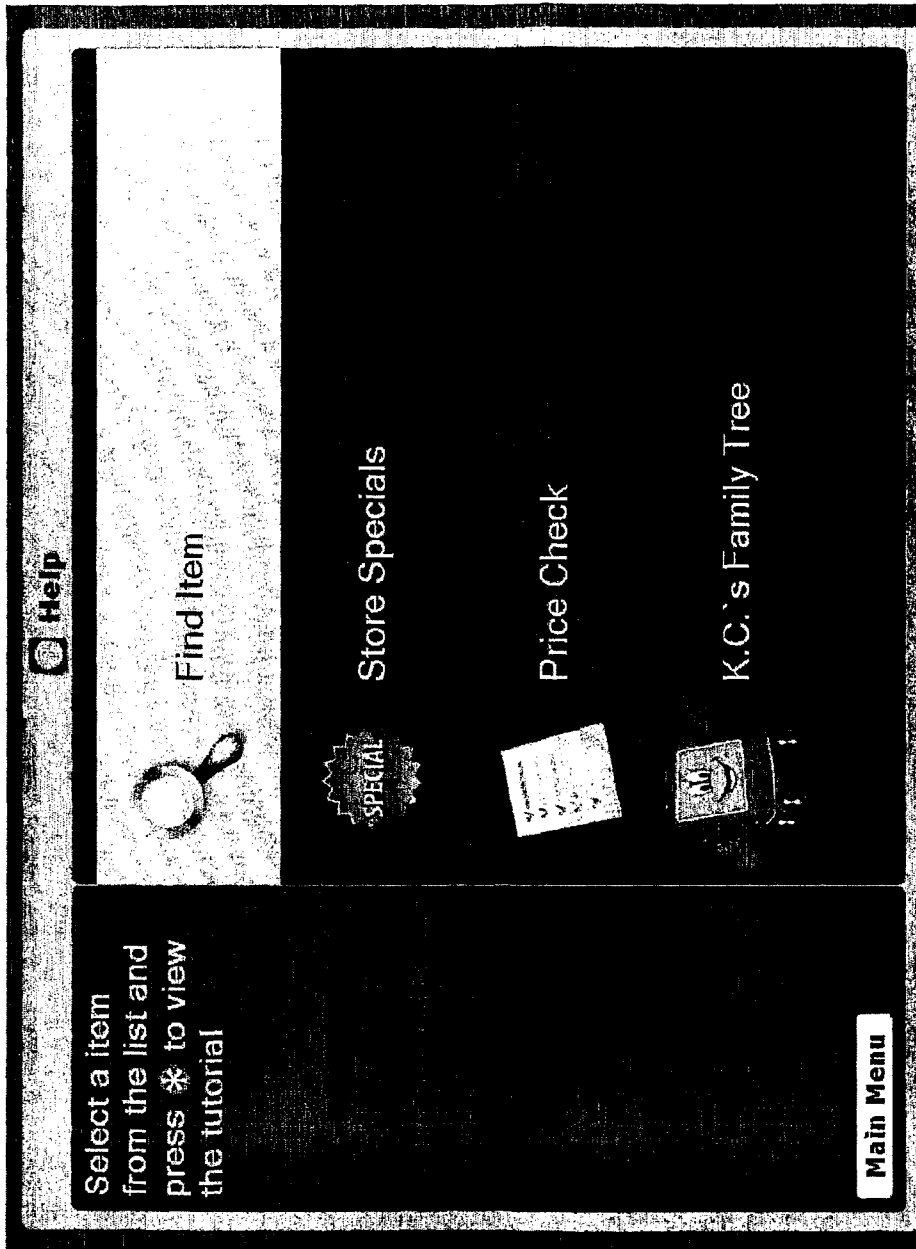 Help
Select a item
from the list and
press ✲ to view
the tutorial
Main Menu
Find Item
SPECIAL
Store Specials
Price Check
K.C.`s Family Tree